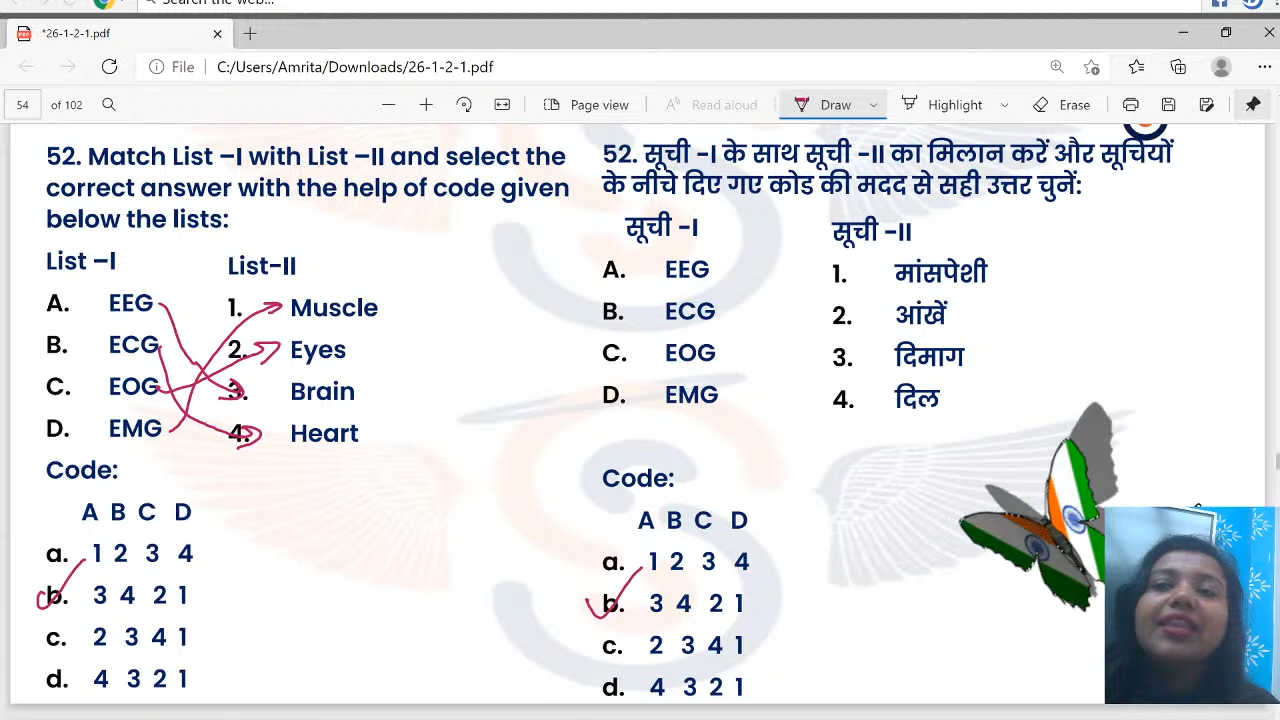 Search the web...
*26-1-2-1.pdf
File C:/Users/Amrita/Downloads/26-1-2-1.pdf
54 of 102 Page view Read aloud Draw Highlight Erase
52. Match List –I with List –II and select the
correct answer with the help of code given
below the lists:
List –I List-II
A. EEG 1. Muscle
B. ECG 2. Eyes
C. EOG 3. Brain
D. EMG 4. Heart
Code:
A B C D
a. 1 2 3 4
b. 3 4 2 1
c. 2 3 4 1
d. 4 3 2 1
52. सूची -I के साथ सूची -II का मिलान करें और सूचियों
के नीचे दिए गए कोड की मदद से सही उत्तर चुनें:
सूची -I सूची -II
A. EEG 1. मांसपेशी
B. ECG 2. आंखें
C. EOG 3. दिमाग
D. EMG 4. दिल
Code:
A B C D
a. 1 2 3 4
b. 3 4 2 1
c. 2 3 4 1
d. 4 3 2 1